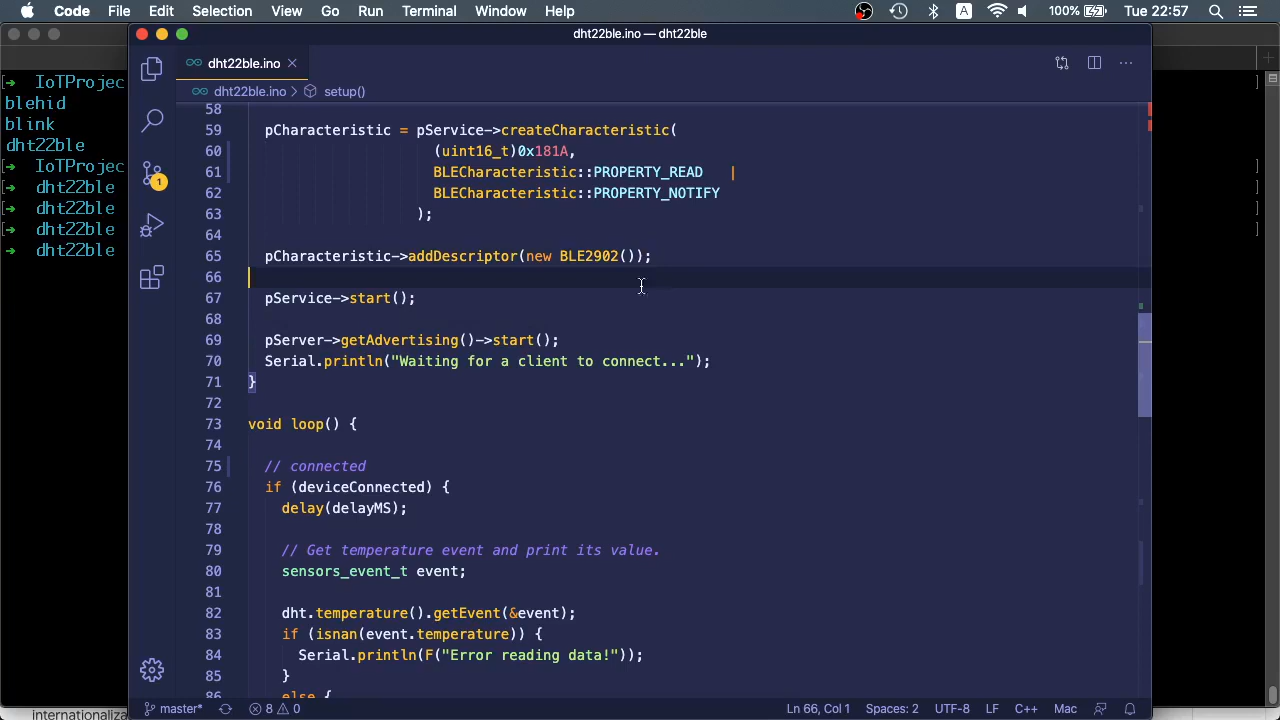 Code File Edit Selection View Go Run Terminal Window Help A 100% Tue 22:57
dht22ble.ino — dht22ble
dht22ble.ino
dht22ble.ino > setup()
[→ IoTProjec ]
blehid
blink
dht22ble
[→ IoTProjec ]
[→ dht22ble ]
[→ dht22ble ]
[→ dht22ble ]
→ dht22ble
1
58
59 pCharacteristic = pService->createCharacteristic(
60 (uint16_t)0x181A,
61 BLECharacteristic::PROPERTY_READ |
62 BLECharacteristic::PROPERTY_NOTIFY
63 );
64
65 pCharacteristic->addDescriptor(new BLE2902());
66
67 pService->start();
68
69 pServer->getAdvertising()->start();
70 Serial.println("Waiting for a client to connect...");
71 }
72
73 void loop() {
74
75 // connected
76 if (deviceConnected) {
77 delay(delayMS);
78
79 // Get temperature event and print its value.
80 sensors_event_t event;
81
82 dht.temperature().getEvent(&event);
83 if (isnan(event.temperature)) {
84 Serial.println(F("Error reading data!"));
85 }
86 else {
master* 8 0 Ln 66, Col 1 Spaces: 2 UTF-8 LF C++ Mac
internationaliza